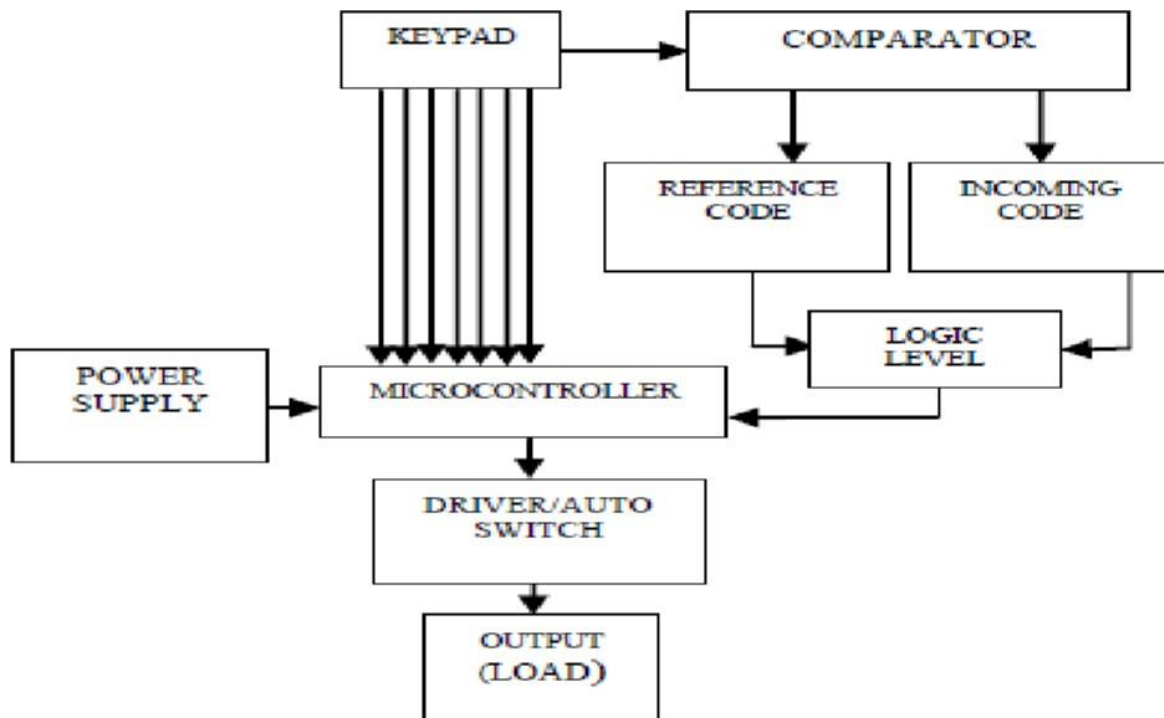 KEYPAD
COMPARATOR
REFERENCE
CODE
INCOMING
CODE
LOGIC
LEVEL
POWER
SUPPLY
MICROCONTROLLER
DRIVER/AUTO
SWITCH
OUTPUT
(LOAD)